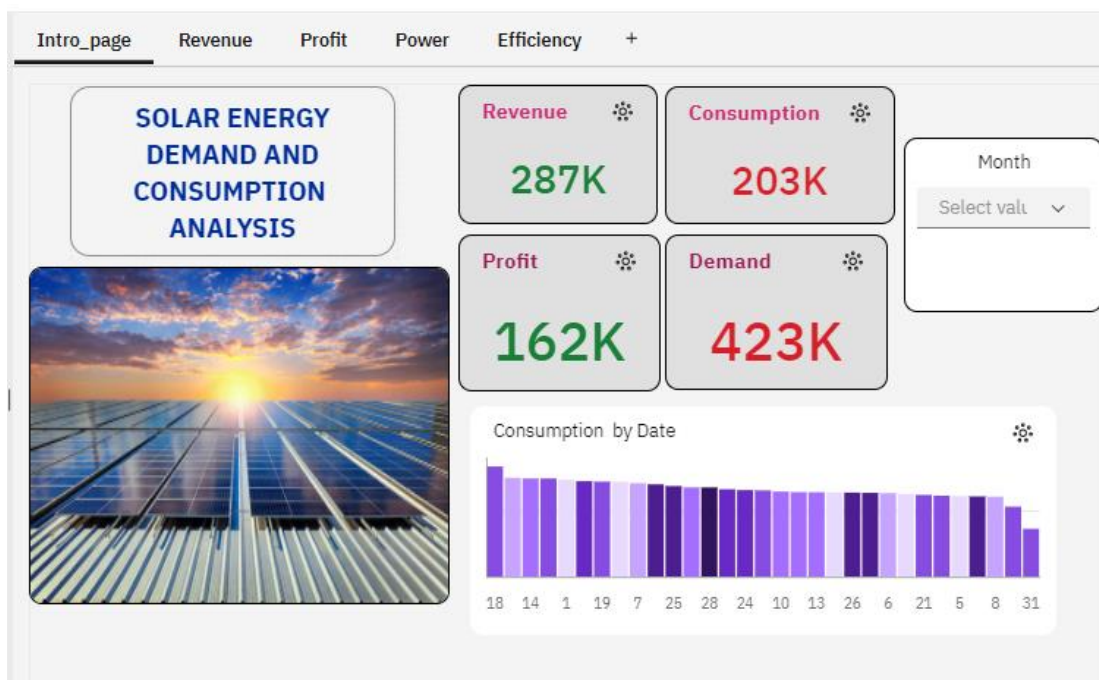 Intro_page Revenue Profit Power Efficiency +
SOLAR ENERGY
DEMAND AND
CONSUMPTION
ANALYSIS
Revenue
287K
Consumption
203K
Month
Select valu
Profit
162K
Demand
423K
Consumption by Date
18 14 1 19 7 25 28 24 10 13 26 6 21 5 8 31